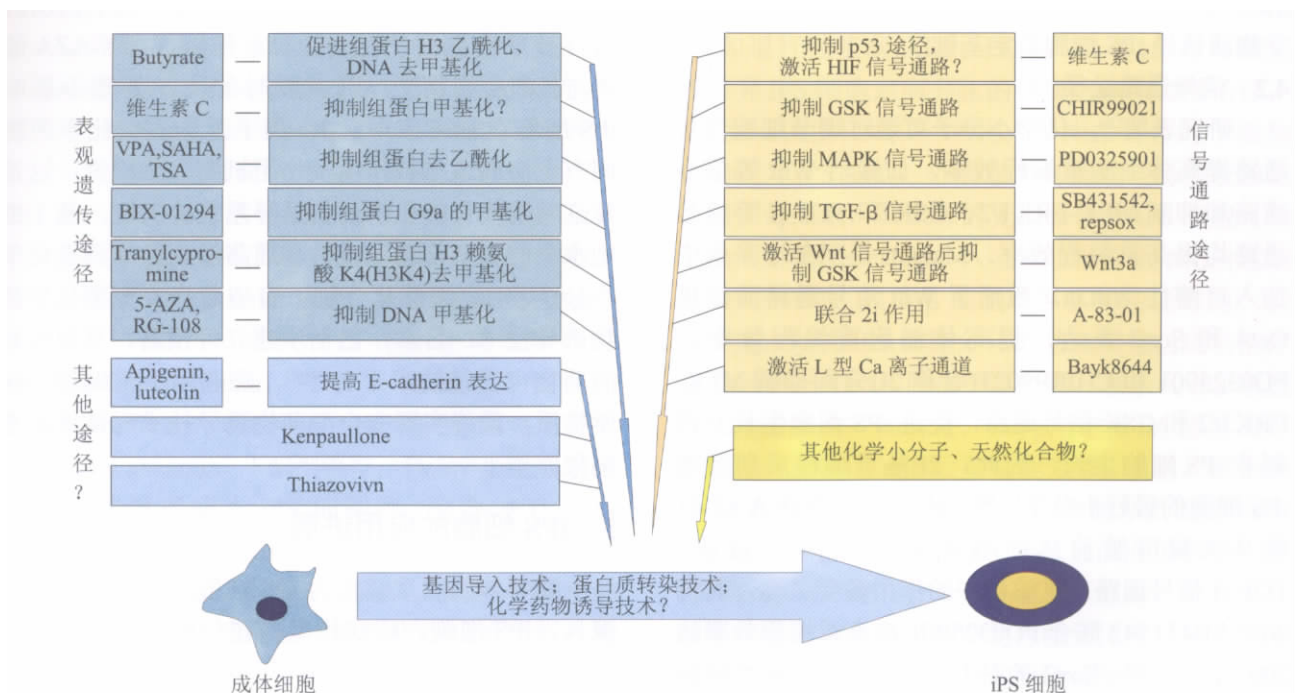 Butyrate
促进组蛋白 H3 乙酰化、
DNA 去甲基化
维生素 C
抑制组蛋白甲基化?
VPA,SAHA,
TSA
抑制组蛋白去乙酰化
BIX-01294
抑制组蛋白 G9a 的甲基化
Tranylcypro-
mine
抑制组蛋白 H3 赖氨
酸 K4(H3K4)去甲基化
5-AZA,
RG-108
抑制 DNA 甲基化
表观遗传途径
Apigenin,
luteolin
提高 E-cadherin 表达
Kenpaullone
Thiazovivn
其他途径?
抑制 p53 途径,
激活 HIF 信号通路?
维生素 C
抑制 GSK 信号通路
CHIR99021
抑制 MAPK 信号通路
PD0325901
抑制 TGF-β 信号通路
SB431542,
repsox
激活 Wnt 信号通路后抑
制 GSK 信号通路
Wnt3a
联合 2i 作用
A-83-01
激活 L 型 Ca 离子通道
Bayk8644
信号通路途径
其他化学小分子、天然化合物?
基因导入技术;蛋白质转染技术;
化学药物诱导技术?
成体细胞
iPS 细胞